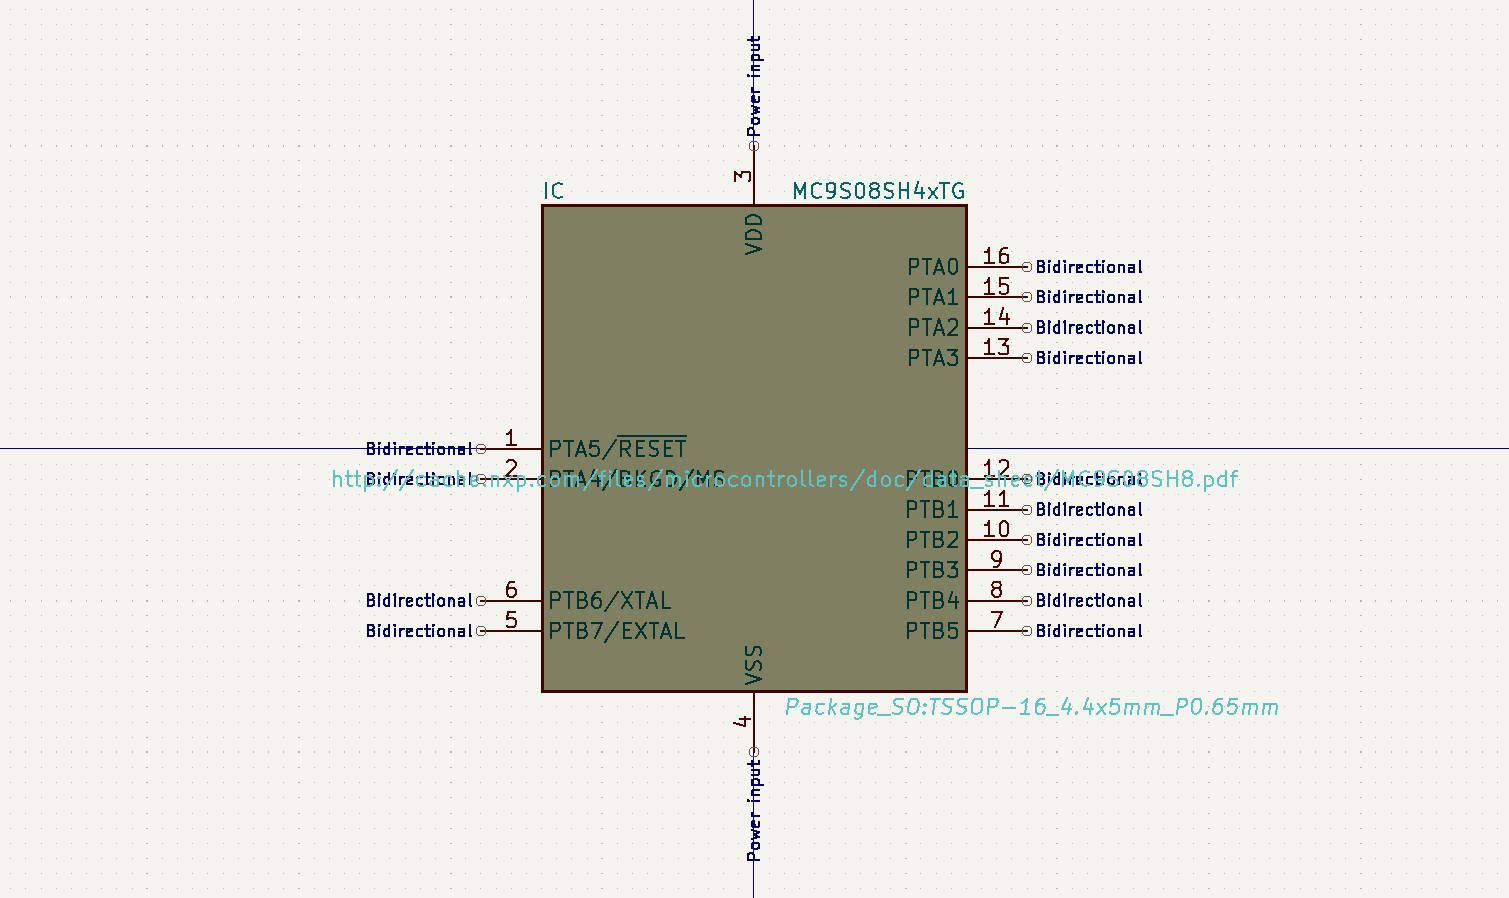 Power input
3
IC
MC9S08SH4xTG
VDD
PTA0 16 Bidirectional
PTA1 15 Bidirectional
PTA2 14 Bidirectional
PTA3 13 Bidirectional
Bidirectional 1 PTA5/RESET
Bidirectional 2 PTA4/BKGD/MS
PTB0 12 Bidirectional
http://cache.nxp.com/files/microcontrollers/doc/data_sheet/MC9S08SH8.pdf
PTB1 11 Bidirectional
PTB2 10 Bidirectional
PTB3 9 Bidirectional
Bidirectional 6 PTB6/XTAL
PTB4 8 Bidirectional
Bidirectional 5 PTB7/EXTAL
PTB5 7 Bidirectional
VSS
Package_SO:TSSOP-16_4.4x5mm_P0.65mm
4
Power input